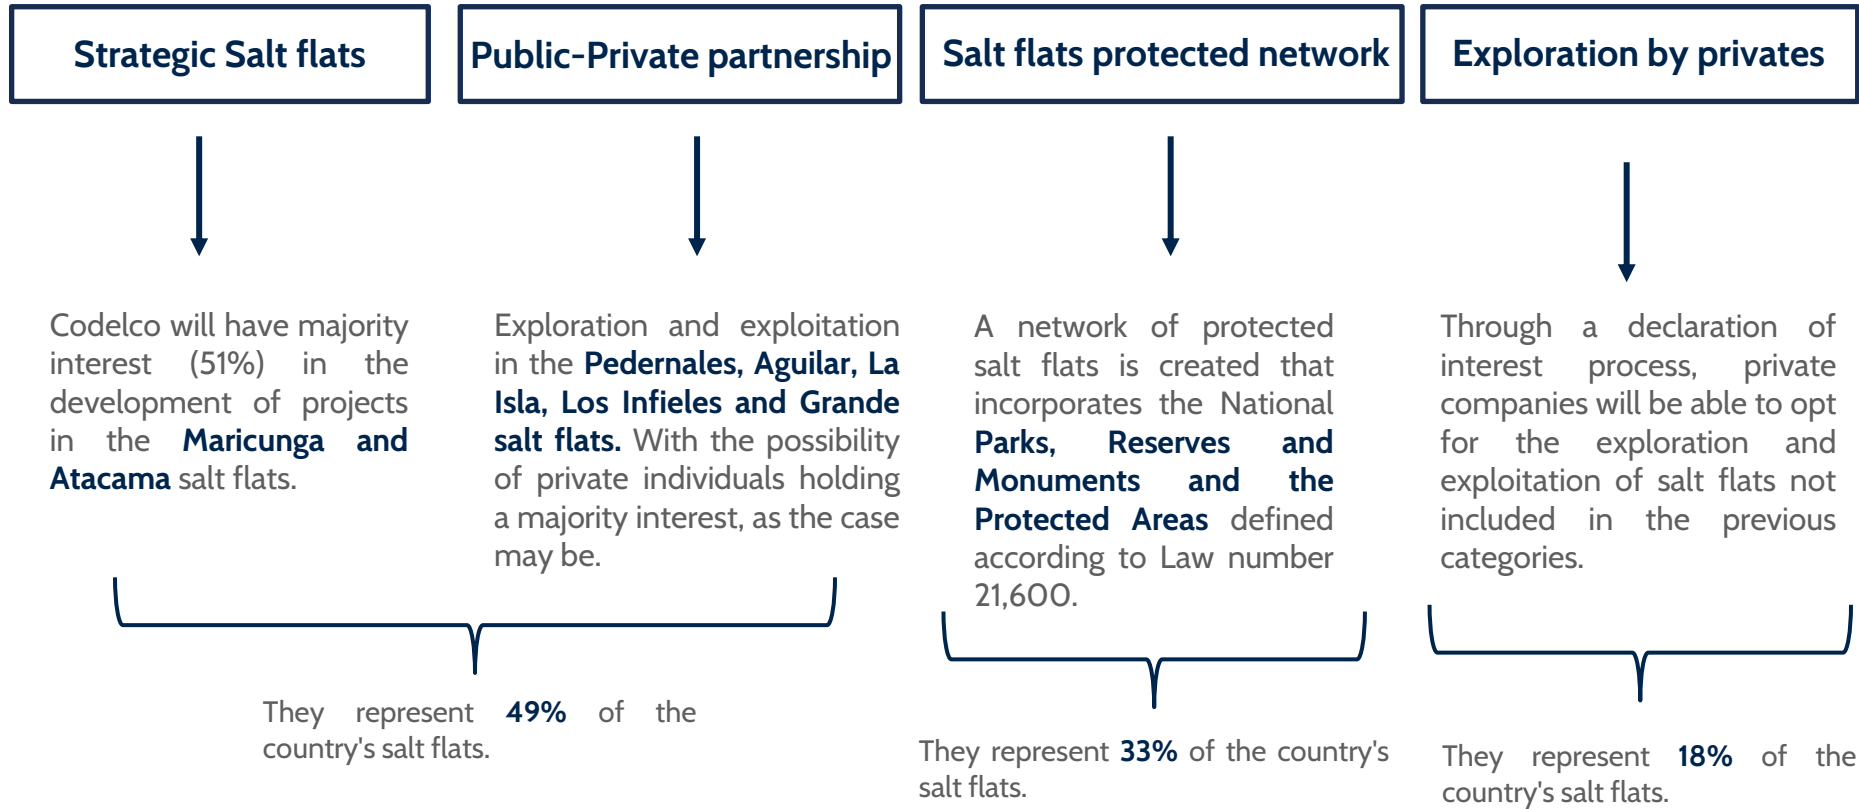 Strategic Salt flats
Public-Private partnership
Salt flats protected network
Exploration by privates
Codelco will have majority
interest (51%) in the
development of projects
in the Maricunga and
Atacama salt flats.
Exploration and exploitation
in the Pedernales, Aguilar, La
Isla, Los Infieles and Grande
salt flats. With the possibility
of private individuals holding
a majority interest, as the case
may be.
A network of protected
salt flats is created that
incorporates the National
Parks, Reserves and
Monuments and the
Protected Areas defined
according to Law number
21,600.
Through a declaration of
interest process, private
companies will be able to opt
for the exploration and
exploitation of salt flats not
included in the previous
categories.
They represent 49% of the
country's salt flats.
They represent 33% of the country's
salt flats.
They represent 18% of the
country's salt flats.